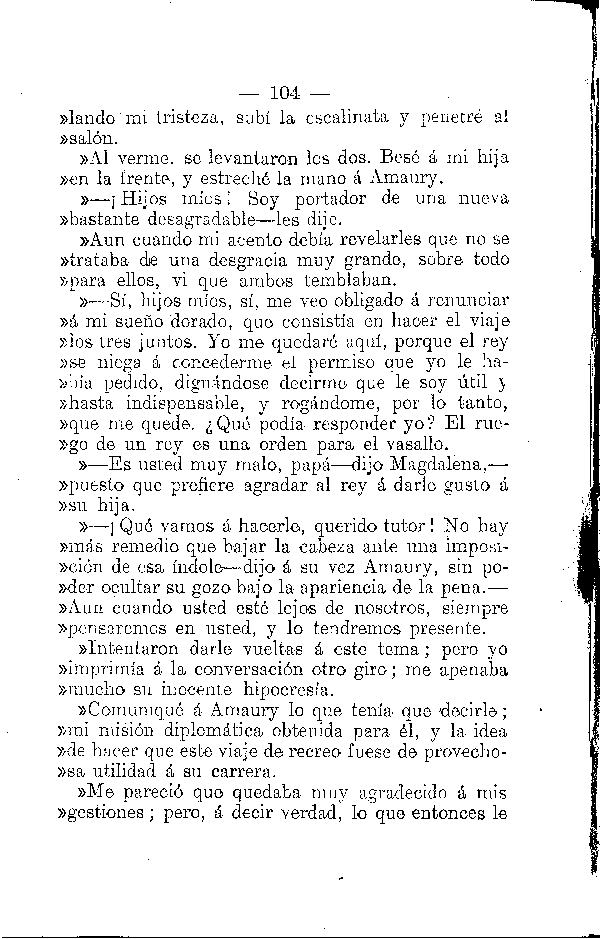 — 104 —
»lando mi tristeza, subí la escalinata y penetré al
»salón.
»Al verme. se levantaron los dos. Besé á mi hija
»en la frente, y estreché la mano á Amaury.
»—¡Hijos míos! Soy portador de una nueva
»bastante desagradable—les dije.
»Aun cuando mi acento debía revelarles que no se
»trataba de una desgracia muy grande, sobre todo
»para ellos, vi que ambos temblaban.
»—Sí, hijos míos, sí, me veo obligado á renunciar
»á mi sueño dorado, que consistía en hacer el viaje
»los tres juntos. Yo me quedaré aquí, porque el rey
»se niega á concederme el permiso que yo le ha-
»bía pedido, dignándose decirme que le soy útil y
»hasta indispensable, y rogándome, por lo tanto,
»que me quede. ¿Qué podía responder yo? El rue-
»go de un rey es una orden para el vasallo.
»—Es usted muy malo, papá—dijo Magdalena,—
»puesto que prefiere agradar al rey á darle gusto á
»su hija.
»—¡Qué vamos á hacerle, querido tutor! No hay
»más remedio que bajar la cabeza ante una imposi-
»ción de esa índole—dijo á su vez Amaury, sin po-
»der ocultar su gozo bajo la apariencia de la pena.—
»Aun cuando usted esté lejos de nosotros, siempre
»pensaremos en usted, y lo tendremos presente.
»Intentaron darle vueltas á este tema; pero yo
»imprimía á la conversación otro giro; me apenaba
»mucho su inocente hipocresía.
»Comuniqué á Amaury lo que tenía que decirle;
»mi misión diplomática obtenida para él, y la idea
»de hacer que este viaje de recreo fuese de provecho-
»sa utilidad á su carrera.
»Me pareció que quedaba muy agradecido á mis
»gestiones; pero, á decir verdad, lo que entonces le